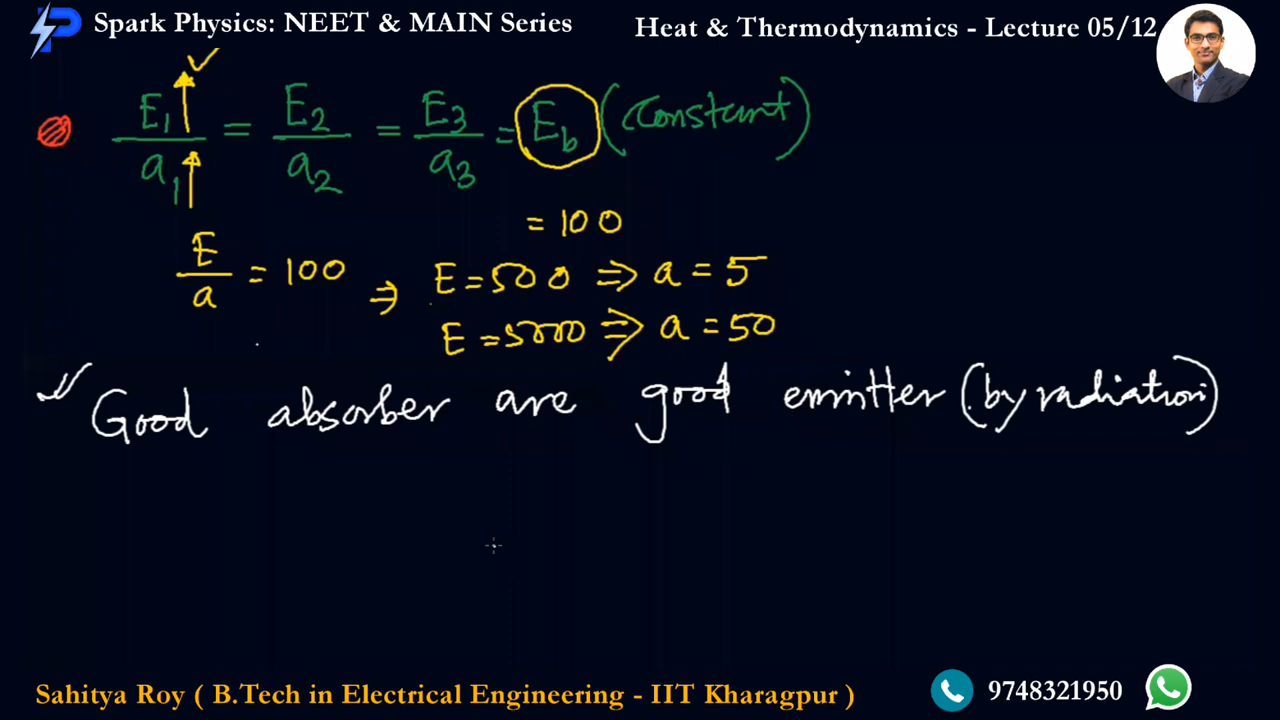 Spark Physics: NEET & MAIN Series
Heat & Thermodynamics - Lecture 05/12
E₁/a₁ = E₂/a₂ = E₃/a₃ = E_b (Constant)
= 100
E/a = 100 ⇒ E = 500 ⇒ a = 5
E = 5000 ⇒ a = 50
Good absorber are good emitter (by radiation)
Sahitya Roy ( B.Tech in Electrical Engineering - IIT Kharagpur )
9748321950